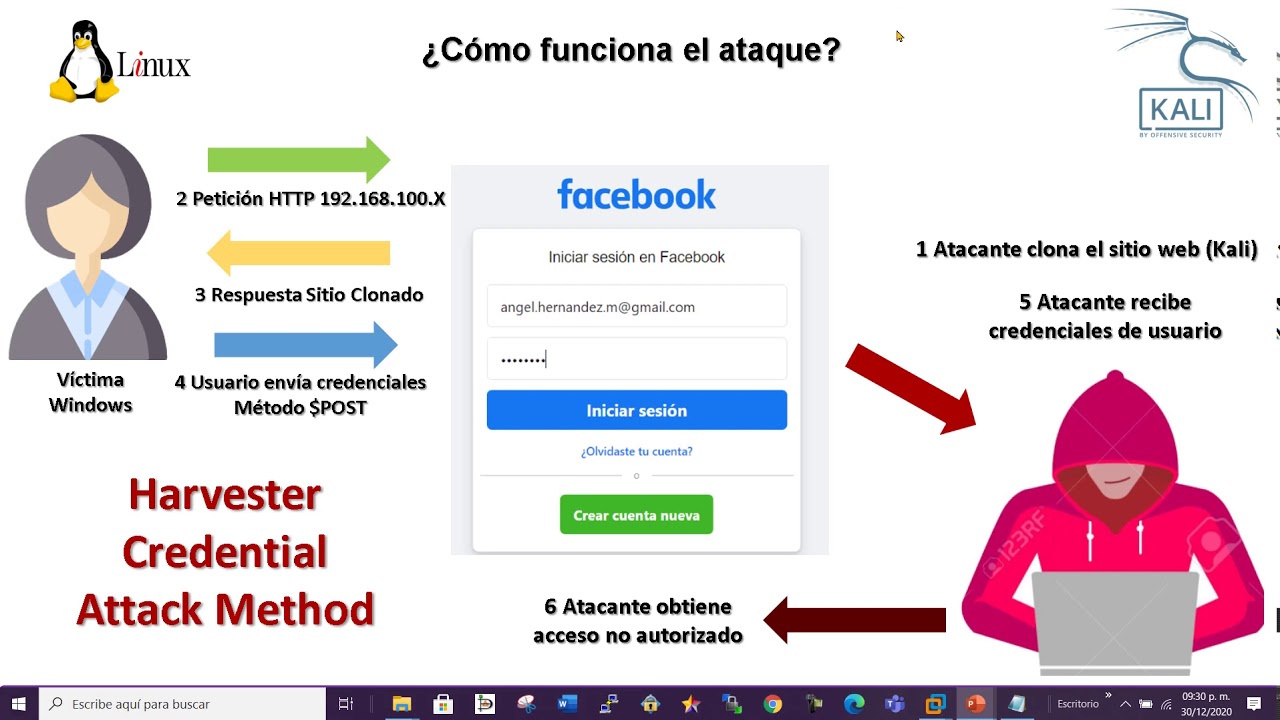 Linux
¿Cómo funciona el ataque?
KALI
BY OFFENSIVE SECURITY
2 Petición HTTP 192.168.100.X
3 Respuesta Sitio Clonado
4 Usuario envía credenciales
Método $POST
Víctima
Windows
Harvester
Credential
Attack Method
facebook
Iniciar sesión en Facebook
angel.hernandez.m@gmail.com
••••••••
Iniciar sesión
¿Olvidaste tu cuenta?
o
Crear cuenta nueva
1 Atacante clona el sitio web (Kali)
5 Atacante recibe
credenciales de usuario
123RF
6 Atacante obtiene
acceso no autorizado
Escribe aquí para buscar
Escritorio
09:30 p. m.
30/12/2020